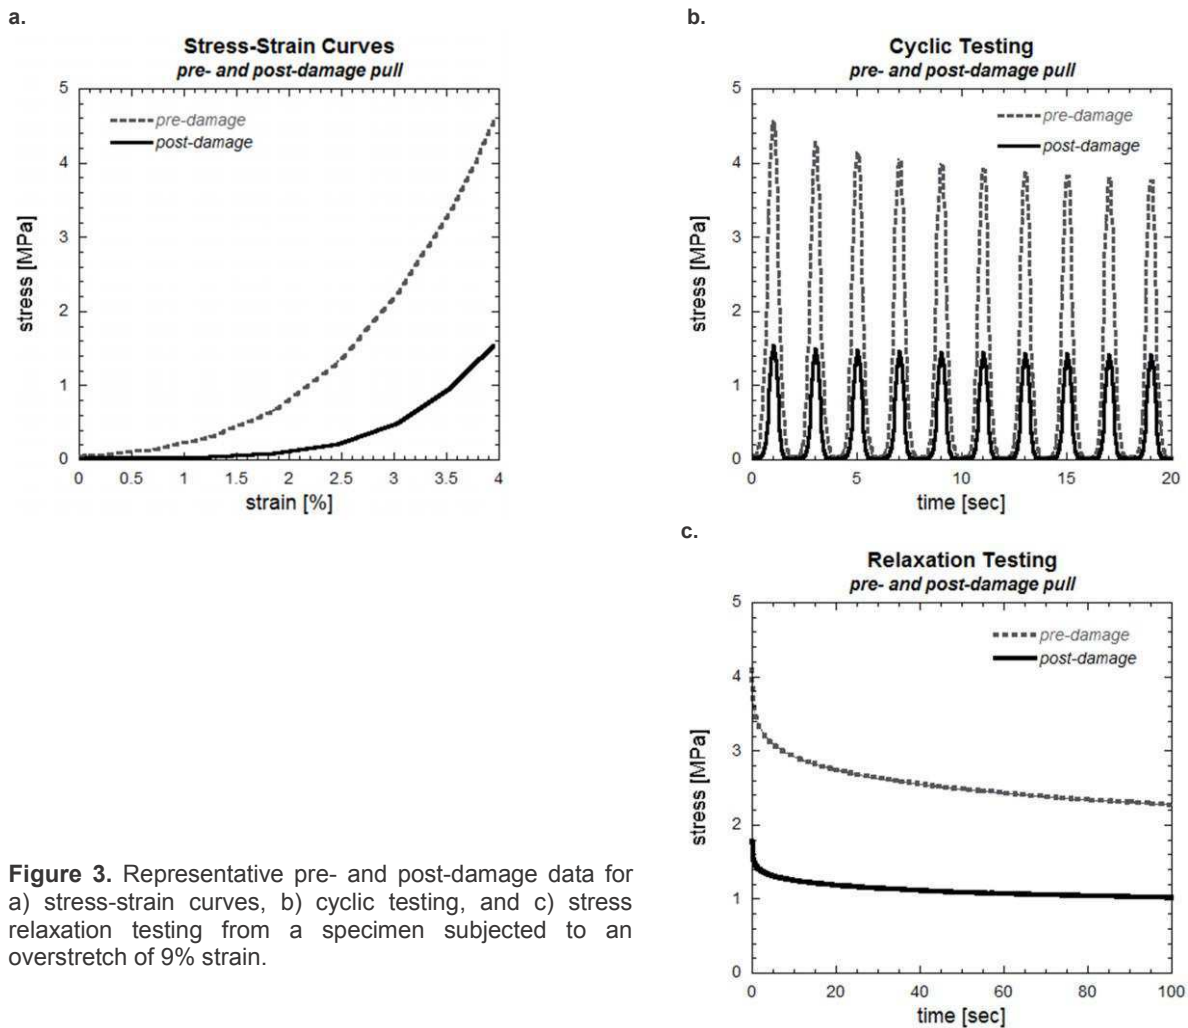 a.
Stress-Strain Curves
pre- and post-damage pull
5
4
3
2
1
0
stress [MPa]
pre-damage
post-damage
0 0.5 1 1.5 2 2.5 3 3.5 4
strain [%]
b.
Cyclic Testing
pre- and post-damage pull
5
4
3
2
1
0
stress [MPa]
pre-damage
post-damage
0 5 10 15 20
time [sec]
c.
Relaxation Testing
pre- and post-damage pull
5
4
3
2
1
0
stress [MPa]
pre-damage
post-damage
0 20 40 60 80 100
time [sec]
Figure 3. Representative pre- and post-damage data for
a) stress-strain curves, b) cyclic testing, and c) stress
relaxation testing from a specimen subjected to an
overstretch of 9% strain.